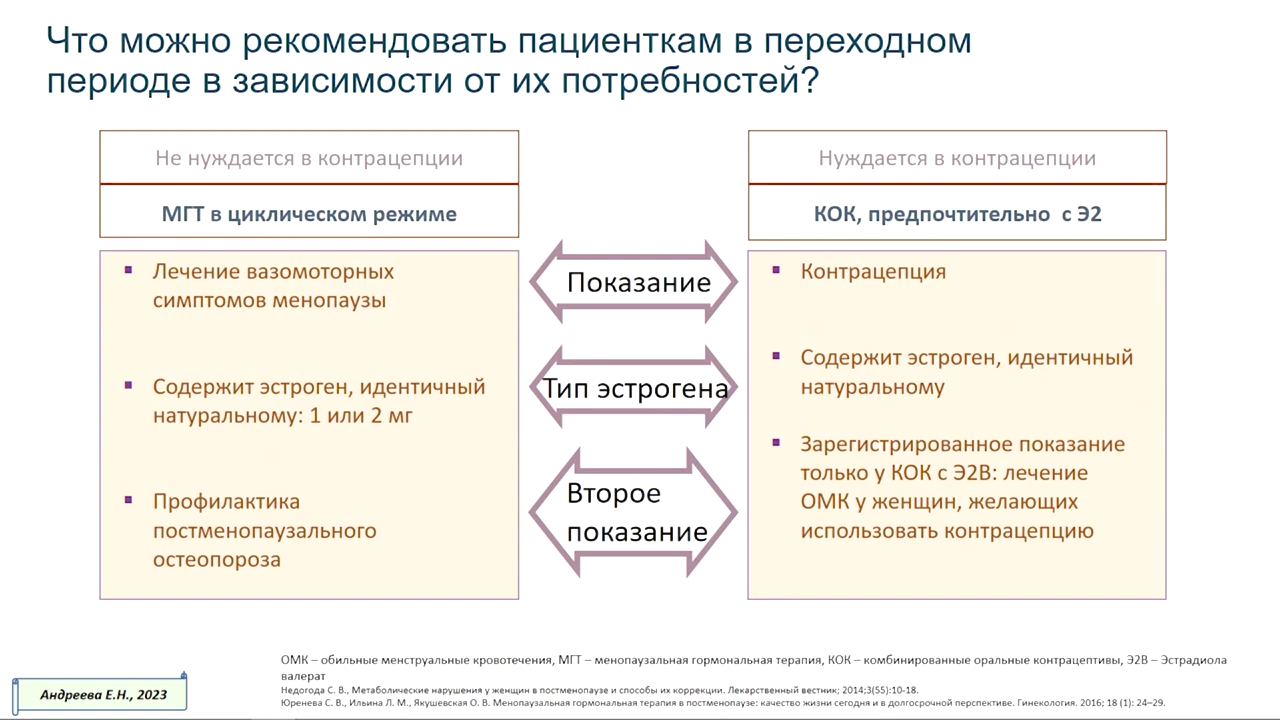 Что можно рекомендовать пациенткам в переходном
периоде в зависимости от их потребностей?
Не нуждается в контрацепции
МГТ в циклическом режиме
▪ Лечение вазомоторных
симптомов менопаузы
▪ Содержит эстроген, идентичный
натуральному: 1 или 2 мг
▪ Профилактика
постменопаузального
остеопороза
Показание
Тип эстрогена
Второе
показание
Нуждается в контрацепции
КОК, предпочтительно с Э2
▪ Контрацепция
▪ Содержит эстроген, идентичный
натуральному
▪ Зарегистрированное показание
только у КОК с Э2В: лечение
ОМК у женщин, желающих
использовать контрацепцию
ОМК – обильные менструальные кровотечения, МГТ – менопаузальная гормональная терапия, КОК – комбинированные оральные контрацептивы, Э2В – Эстрадиола
валерат
Недогода С. В., Метаболические нарушения у женщин в постменопаузе и способы их коррекции. Лекарственный вестник; 2014;3(55):10-18.
Юренева С. В., Ильина Л. М., Якушевская О. В. Менопаузальная гормональная терапия в постменопаузе: качество жизни сегодня и в долгосрочной перспективе. Гинекология. 2016; 18 (1): 24–29.
Андреева Е.Н., 2023